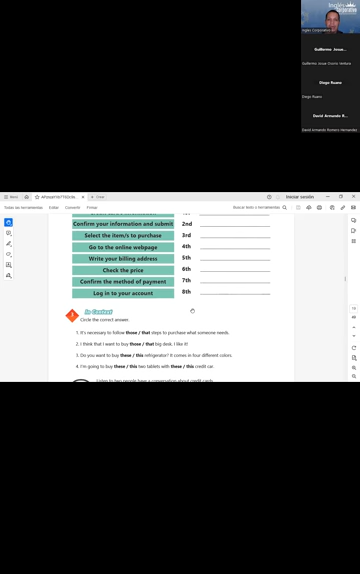 Inglés
Corporativo
Inglés Corporativo
Guillermo Josue...
Guillermo Josue Osorio Ventura
Diego Ruano
Diego Ruano
David Armando R...
David Armando Romero Hernandez
Menú
+ Crear
Iniciar sesión
Todas las herramientas Editar Convertir Firmar
Buscar texto o herramientas
Confirm your information and submit 2nd
Select the item/s to purchase 3rd
Go to the online webpage 4th
Write your billing address 5th
Check the price 6th
Confirm the method of payment 7th
Log in to your account 8th
3 In Context
Circle the correct answer.
1. It's necessary to follow those / that steps to purchase what someone needs.
2. I think that I want to buy those / that big desk. I like it!
3. Do you want to buy these / this refrigerator? It comes in four different colors.
4. I'm going to buy these / this two tablets with these / this credit car.
Listen to two people have a conversation about credit cards